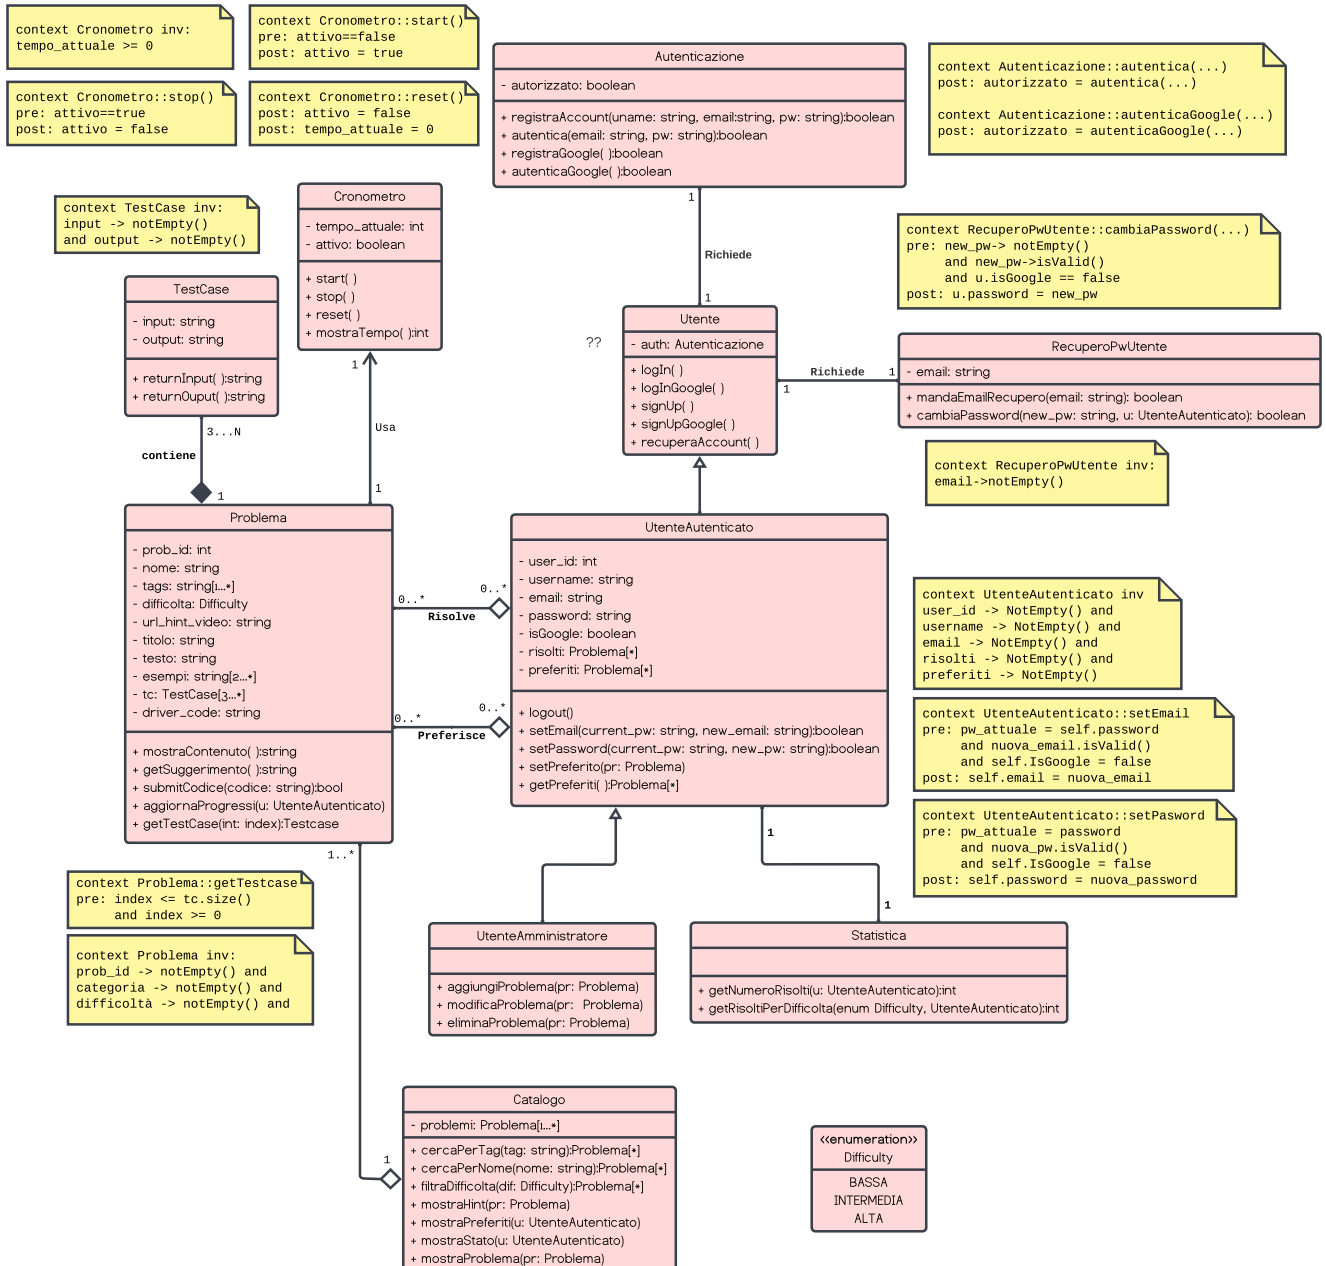 context Cronometro inv:
tempo_attuale >= 0
context Cronometro::start()
pre: attivo==false
post: attivo = true
context Cronometro::stop()
pre: attivo==true
post: attivo = false
context Cronometro::reset()
post: attivo = false
post: tempo_attuale = 0
Autenticazione
- autorizzato: boolean
+ registraAccount(uname: string, email:string, pw: string):boolean
+ autentica(email: string, pw: string):boolean
+ registraGoogle( ):boolean
+ autenticaGoogle( ):boolean
context Autenticazione::autentica(...)
post: autorizzato = autentica(...)
context Autenticazione::autenticaGoogle(...)
post: autorizzato = autenticaGoogle(...)
1
Richiede
1
context TestCase inv:
input -> notEmpty()
and output -> notEmpty()
Cronometro
- tempo_attuale: int
- attivo: boolean
+ start( )
+ stop( )
+ reset( )
+ mostraTempo( ):int
context RecuperoPwUtente::cambiaPassword(...)
pre: new_pw-> notEmpty()
and new_pw->isValid()
and u.isGoogle == false
post: u.password = new_pw
TestCase
- input: string
- output: string
+ returnInput( ):string
+ returnOuput( ):string
??
Utente
- auth: Autenticazione
+ logIn( )
+ logInGoogle( )
+ signUp( )
+ signUpGoogle( )
+ recuperaAccount( )
Richiede
1
1
RecuperoPwUtente
- email: string
+ mandaEmailRecupero(email: string): boolean
+ cambiaPassword(new_pw: string, u: UtenteAutenticato): boolean
1
Usa
1
3...N
contiene
1
context RecuperoPwUtente inv:
email->notEmpty()
Problema
- prob_id: int
- nome: string
- tags: string[1...*]
- difficolta: Difficulty
- url_hint_video: string
- titolo: string
- testo: string
- esempi: string[2...*]
- tc: TestCase[3...*]
- driver_code: string
+ mostraContenuto( ):string
+ getSuggerimento( ):string
+ submitCodice(codice: string):bool
+ aggiornaProgressi(u: UtenteAutenticato)
+ getTestCase(int: index):Testcase
0..*
0..*
Risolve
0..*
0..*
Preferisce
UtenteAutenticato
- user_id: int
- username: string
- email: string
- password: string
- isGoogle: boolean
- risolti: Problema[*]
- preferiti: Problema[*]
+ logout()
+ setEmail(current_pw: string, new_email: string):boolean
+ setPassword(current_pw: string, new_pw: string):boolean
+ setPreferito(pr: Problema)
+ getPreferiti( ):Problema[*]
context UtenteAutenticato inv
user_id -> NotEmpty() and
username -> NotEmpty() and
email -> NotEmpty() and
risolti -> NotEmpty() and
preferiti -> NotEmpty()
context UtenteAutenticato::setEmail
pre: pw_attuale = self.password
and nuova_email.isValid()
and self.IsGoogle = false
post: self.email = nuova_email
context UtenteAutenticato::setPasword
pre: pw_attuale = password
and nuova_pw.isValid()
and self.IsGoogle = false
post: self.password = nuova_password
1..*
1
1
context Problema::getTestcase
pre: index <= tc.size()
and index >= 0
context Problema inv:
prob_id -> notEmpty() and
categoria -> notEmpty() and
difficoltà -> notEmpty() and
UtenteAmministratore
+ aggiungiProblema(pr: Problema)
+ modificaProblema(pr:  Problema)
+ eliminaProblema(pr: Problema)
Statistica
+ getNumeroRisolti(u: UtenteAutenticato):int
+ getRisoltiPerDifficolta(enum Difficulty, UtenteAutenticato):int
1
Catalogo
- problemi: Problema[1...*]
+ cercaPerTag(tag: string):Problema[*]
+ cercaPerNome(nome: string):Problema[*]
+ filtraDifficolta(dif: Difficulty):Problema[*]
+ mostraHint(pr: Problema)
+ mostraPreferiti(u: UtenteAutenticato)
+ mostraStato(u: UtenteAutenticato)
+ mostraProblema(pr: Problema)
<<enumeration>>
Difficulty
BASSA
INTERMEDIA
ALTA